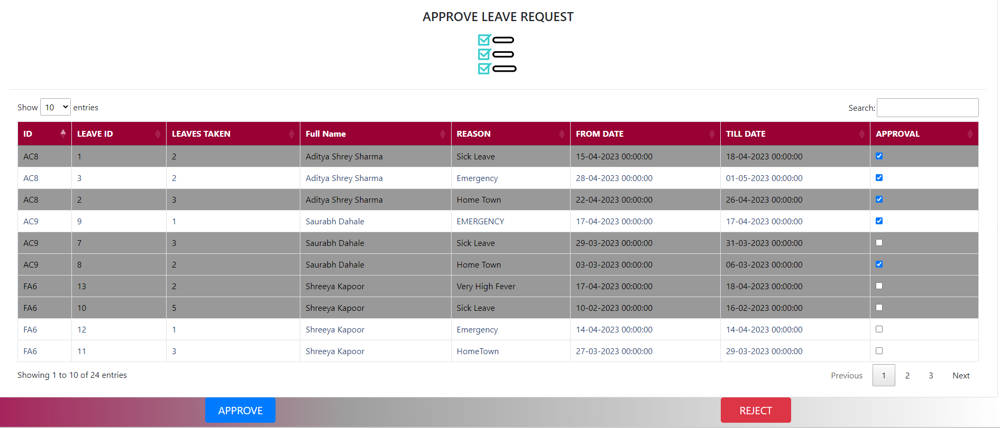 APPROVE LEAVE REQUEST
Show 10 entries Search:
ID LEAVE ID LEAVES TAKEN Full Name REASON FROM DATE TILL DATE APPROVAL
AC8 1 2 Aditya Shrey Sharma Sick Leave 15-04-2023 00:00:00 18-04-2023 00:00:00
AC8 3 2 Aditya Shrey Sharma Emergency 28-04-2023 00:00:00 01-05-2023 00:00:00
AC8 2 3 Aditya Shrey Sharma Home Town 22-04-2023 00:00:00 26-04-2023 00:00:00
AC9 9 1 Saurabh Dahale EMERGENCY 17-04-2023 00:00:00 17-04-2023 00:00:00
AC9 7 3 Saurabh Dahale Sick Leave 29-03-2023 00:00:00 31-03-2023 00:00:00
AC9 8 2 Saurabh Dahale Home Town 03-03-2023 00:00:00 06-03-2023 00:00:00
FA6 13 2 Shreeya Kapoor Very High Fever 17-04-2023 00:00:00 18-04-2023 00:00:00
FA6 10 5 Shreeya Kapoor Sick Leave 10-02-2023 00:00:00 16-02-2023 00:00:00
FA6 12 1 Shreeya Kapoor Emergency 14-04-2023 00:00:00 14-04-2023 00:00:00
FA6 11 3 Shreeya Kapoor HomeTown 27-03-2023 00:00:00 29-03-2023 00:00:00
Showing 1 to 10 of 24 entries Previous 1 2 3 Next
APPROVE REJECT